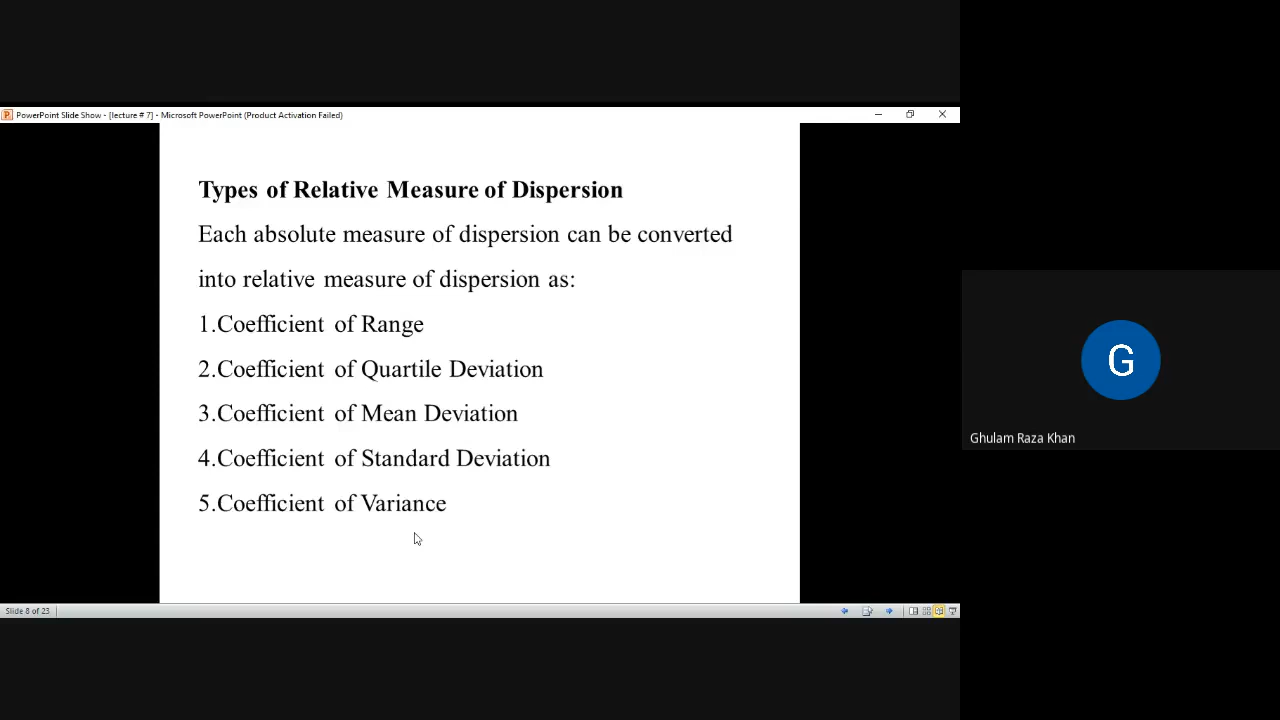 PowerPoint Slide Show - [lecture # 7] - Microsoft PowerPoint (Product Activation Failed)
Types of Relative Measure of Dispersion
Each absolute measure of dispersion can be converted
into relative measure of dispersion as:
1.Coefficient of Range
2.Coefficient of Quartile Deviation
3.Coefficient of Mean Deviation
4.Coefficient of Standard Deviation
5.Coefficient of Variance
Slide 8 of 23
G
Ghulam Raza Khan